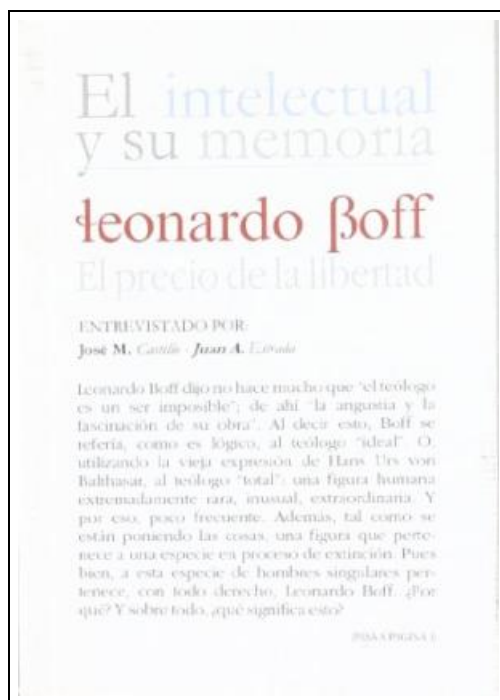 El intelectual
y su memoria
Leonardo Boff
El precio de la libertad
ENTREVISTADO POR:
José M. Castillo - Juan A. Estrada
Leonardo Boff dijo no hace mucho que "el teólogo
es un ser imposible"; de ahí "la angustia y la
fascinación de su obra". Al decir esto, Boff se
refería, como es lógico, al teólogo "ideal". O,
utilizando la vieja expresión de Hans Urs von
Balthasar, al teólogo "total": una figura humana
extremadamente rara, inusual, extraordinaria. Y
por eso, poco frecuente. Además, tal como se
están poniendo las cosas, una figura que perte-
nece a una especie en proceso de extinción. Pues
bien, a esta especie de hombres singulares per-
tenece, con todo derecho, Leonardo Boff. ¿Por
qué? Y sobre todo, ¿qué significa esto?
PASA A PÁGINA